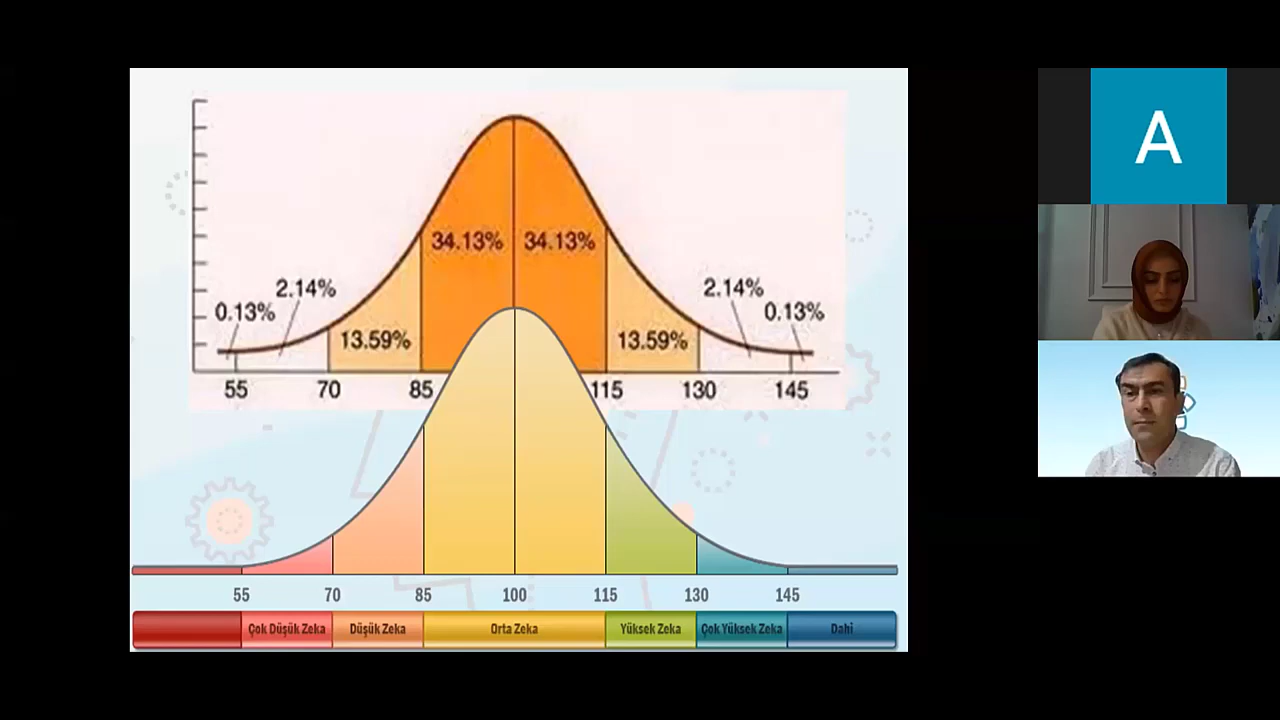 34.13% 34.13%
2.14% 2.14%
0.13% 0.13%
13.59% 13.59%
55 70 85 115 130 145
55 70 85 100 115 130 145
Çok Düşük Zeka Düşük Zeka Orta Zeka Yüksek Zeka Çok Yüksek Zeka Dahi
A